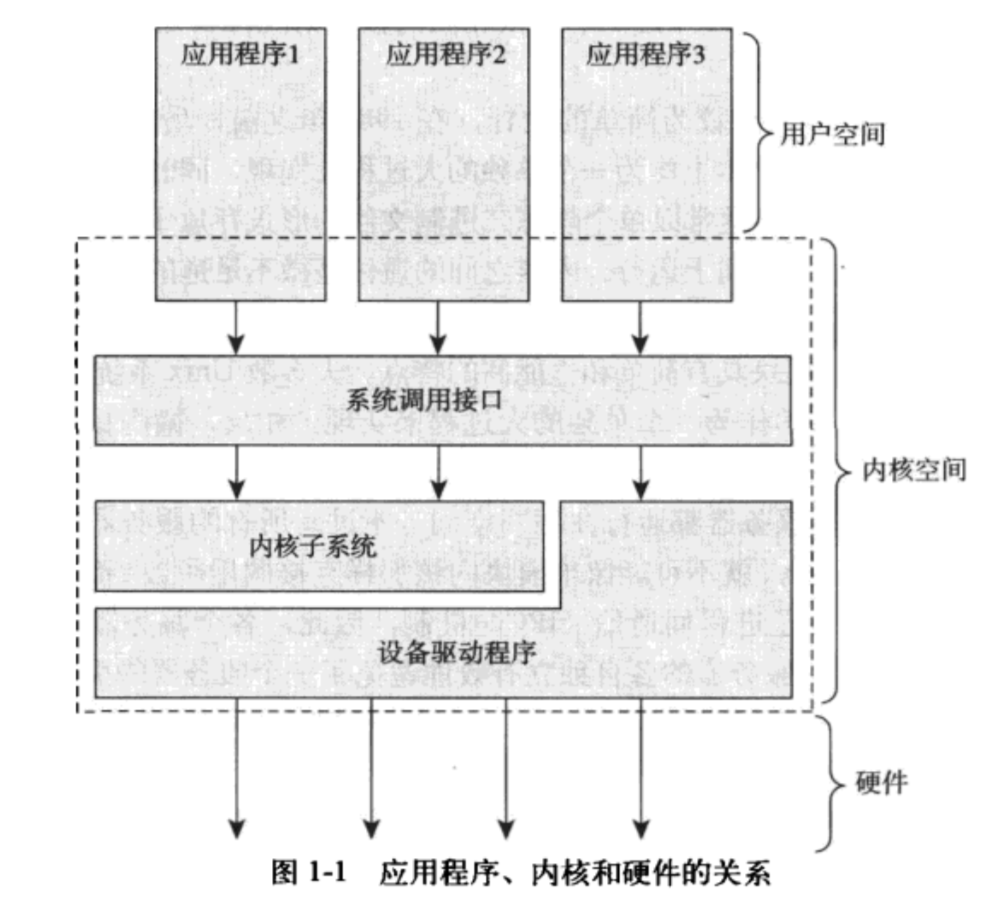 应用程序1
应用程序2
应用程序3
用户空间
系统调用接口
内核空间
内核子系统
设备驱动程序
硬件
图 1-1 应用程序、内核和硬件的关系